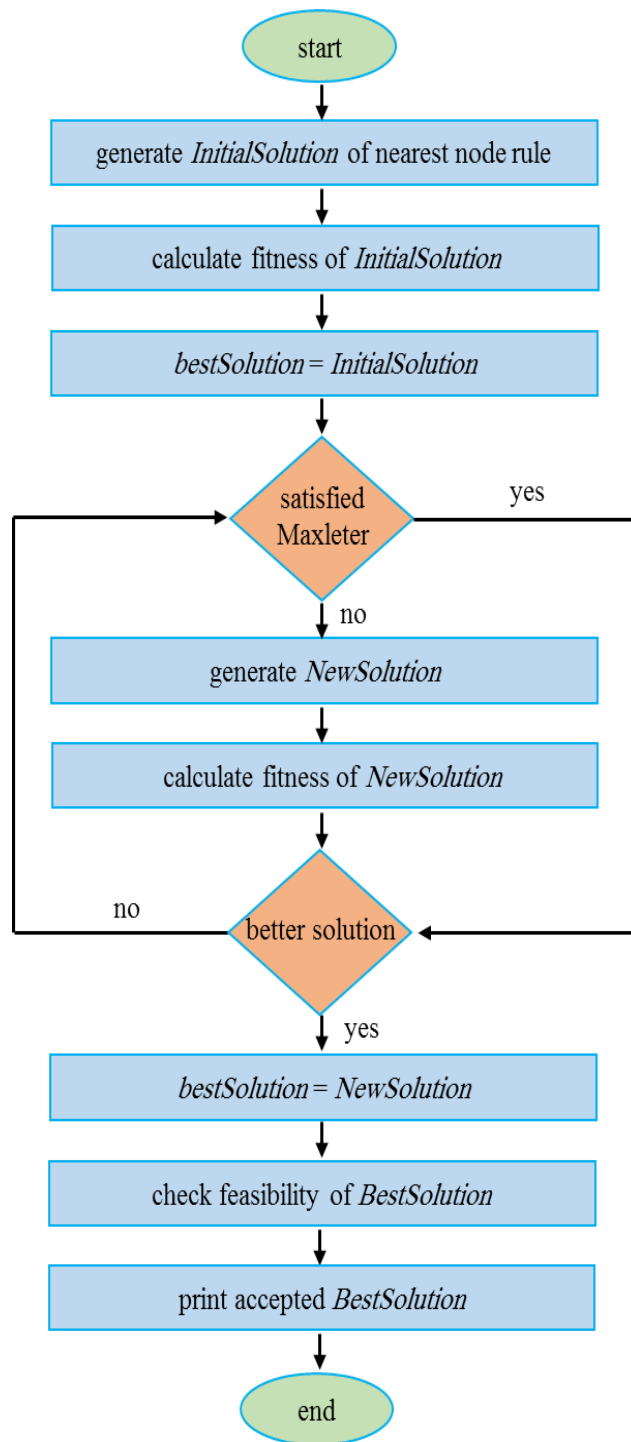 start
generate InitialSolution of nearest node rule
calculate fitness of InitialSolution
bestSolution = InitialSolution
satisfied
Maxleter
yes
no
generate NewSolution
calculate fitness of NewSolution
no
better solution
yes
bestSolution = NewSolution
check feasibility of BestSolution
print accepted BestSolution
end